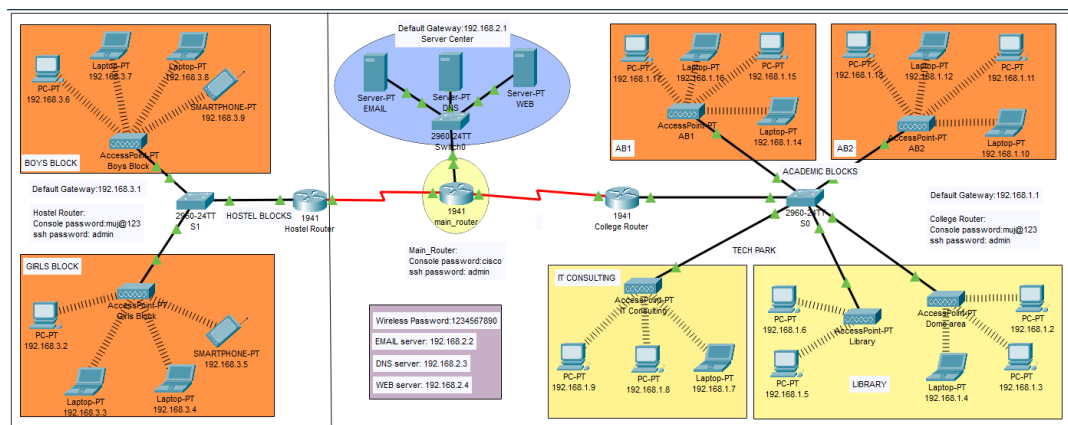 PC-PT
192.168.3.6
Laptop-PT
192.168.3.7
Laptop-PT
192.168.3.8
SMARTPHONE-PT
192.168.3.9
AccessPoint-PT
Boys Block
BOYS BLOCK
Default Gateway:192.168.3.1
Hostel Router:
Console password:muj@123
ssh password: admin
2960-24TT
S1
HOSTEL BLOCKS
1941
Hostel Router
GIRLS BLOCK
AccessPoint-PT
Girls Block
PC-PT
192.168.3.2
Laptop-PT
192.168.3.3
Laptop-PT
192.168.3.4
SMARTPHONE-PT
192.168.3.5
Default Gateway:192.168.2.1
Server Center
Server-PT
EMAIL
Server-PT
DNS
Server-PT
WEB
2960-24TT
Switch0
1941
main_router
Main_Router:
Console password:cisco
ssh password: admin
Wireless Password:1234567890
EMAIL server: 192.168.2.2
DNS server: 192.168.2.3
WEB server: 192.168.2.4
1941
College Router
AB1
PC-PT
Laptop-PT
192.168.1.16
PC-PT
192.168.1.15
AccessPoint-PT
AB1
Laptop-PT
192.168.1.14
AB2
PC-PT
192.168.1.13
Laptop-PT
192.168.1.12
PC-PT
192.168.1.11
AccessPoint-PT
AB2
Laptop-PT
192.168.1.10
ACADEMIC BLOCKS
2960-24TT
S0
Default Gateway:192.168.1.1
College Router:
Console password:muj@123
ssh password: admin
TECH PARK
IT CONSULTING
AccessPoint-PT
IT Consulting
PC-PT
192.168.1.9
PC-PT
192.168.1.8
Laptop-PT
192.168.1.7
PC-PT
192.168.1.6
AccessPoint-PT
Library
PC-PT
192.168.1.5
AccessPoint-PT
Dome area
PC-PT
192.168.1.2
Laptop-PT
192.168.1.4
PC-PT
192.168.1.3
LIBRARY